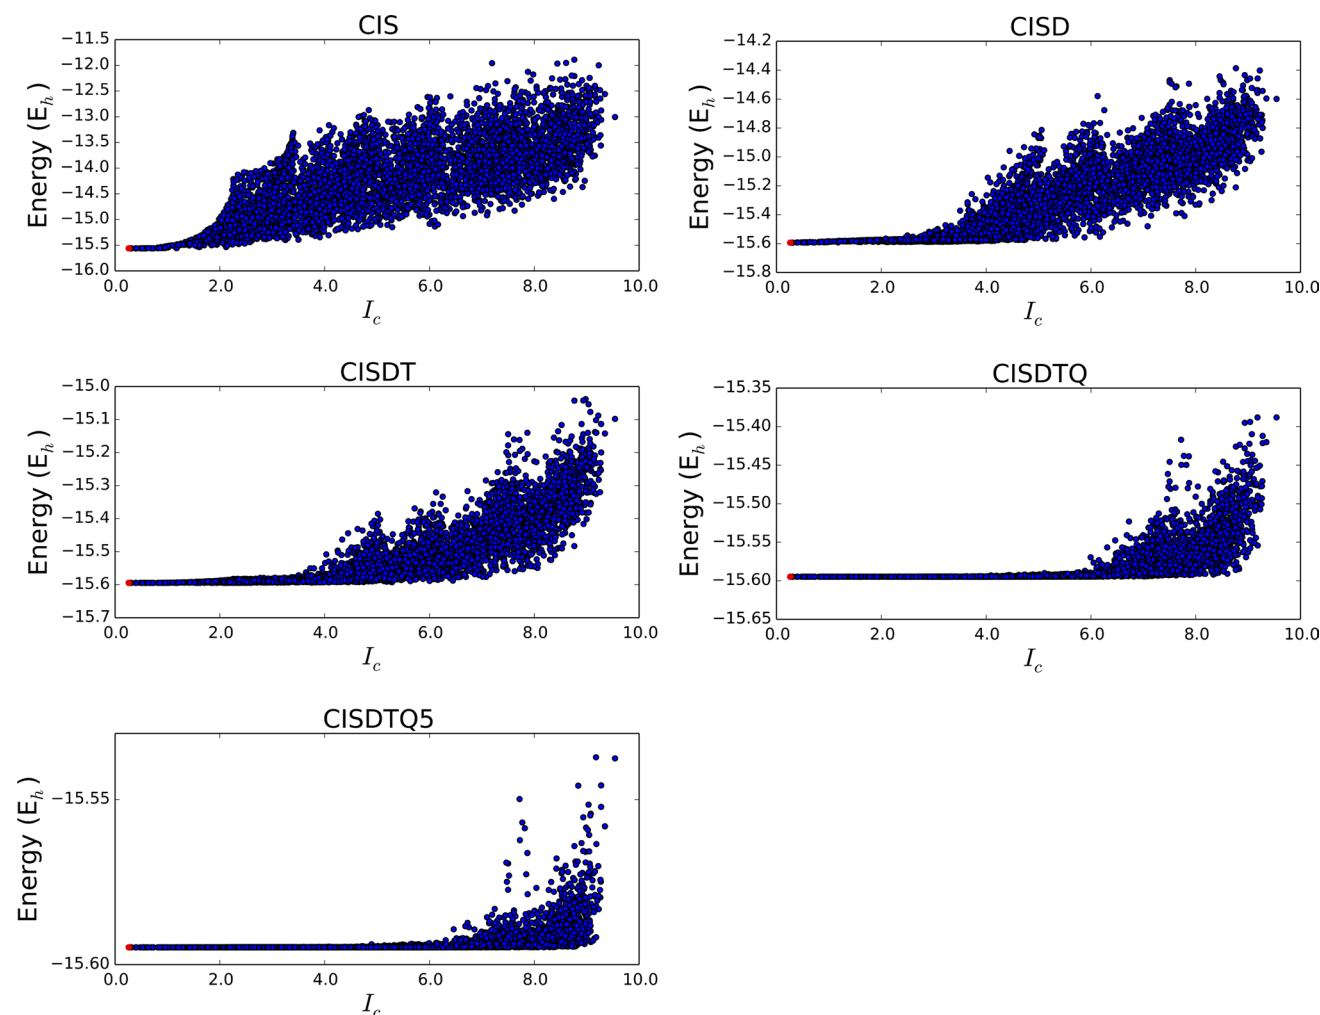 CIS
−11.5
−12.0
−12.5
−13.0
−13.5
−14.0
−14.5
−15.0
−15.5
−16.0
Energy (E_h)
0.0 2.0 4.0 6.0 8.0 10.0
I_c
CISD
−14.2
−14.4
−14.6
−14.8
−15.0
−15.2
−15.4
−15.6
−15.8
Energy (E_h)
0.0 2.0 4.0 6.0 8.0 10.0
I_c
CISDT
−15.0
−15.1
−15.2
−15.3
−15.4
−15.5
−15.6
−15.7
Energy (E_h)
0.0 2.0 4.0 6.0 8.0 10.0
I_c
CISDTQ
−15.35
−15.40
−15.45
−15.50
−15.55
−15.60
−15.65
Energy (E_h)
0.0 2.0 4.0 6.0 8.0 10.0
I_c
CISDTQ5
−15.55
−15.60
Energy (E_h)
0.0 2.0 4.0 6.0 8.0 10.0
I_c